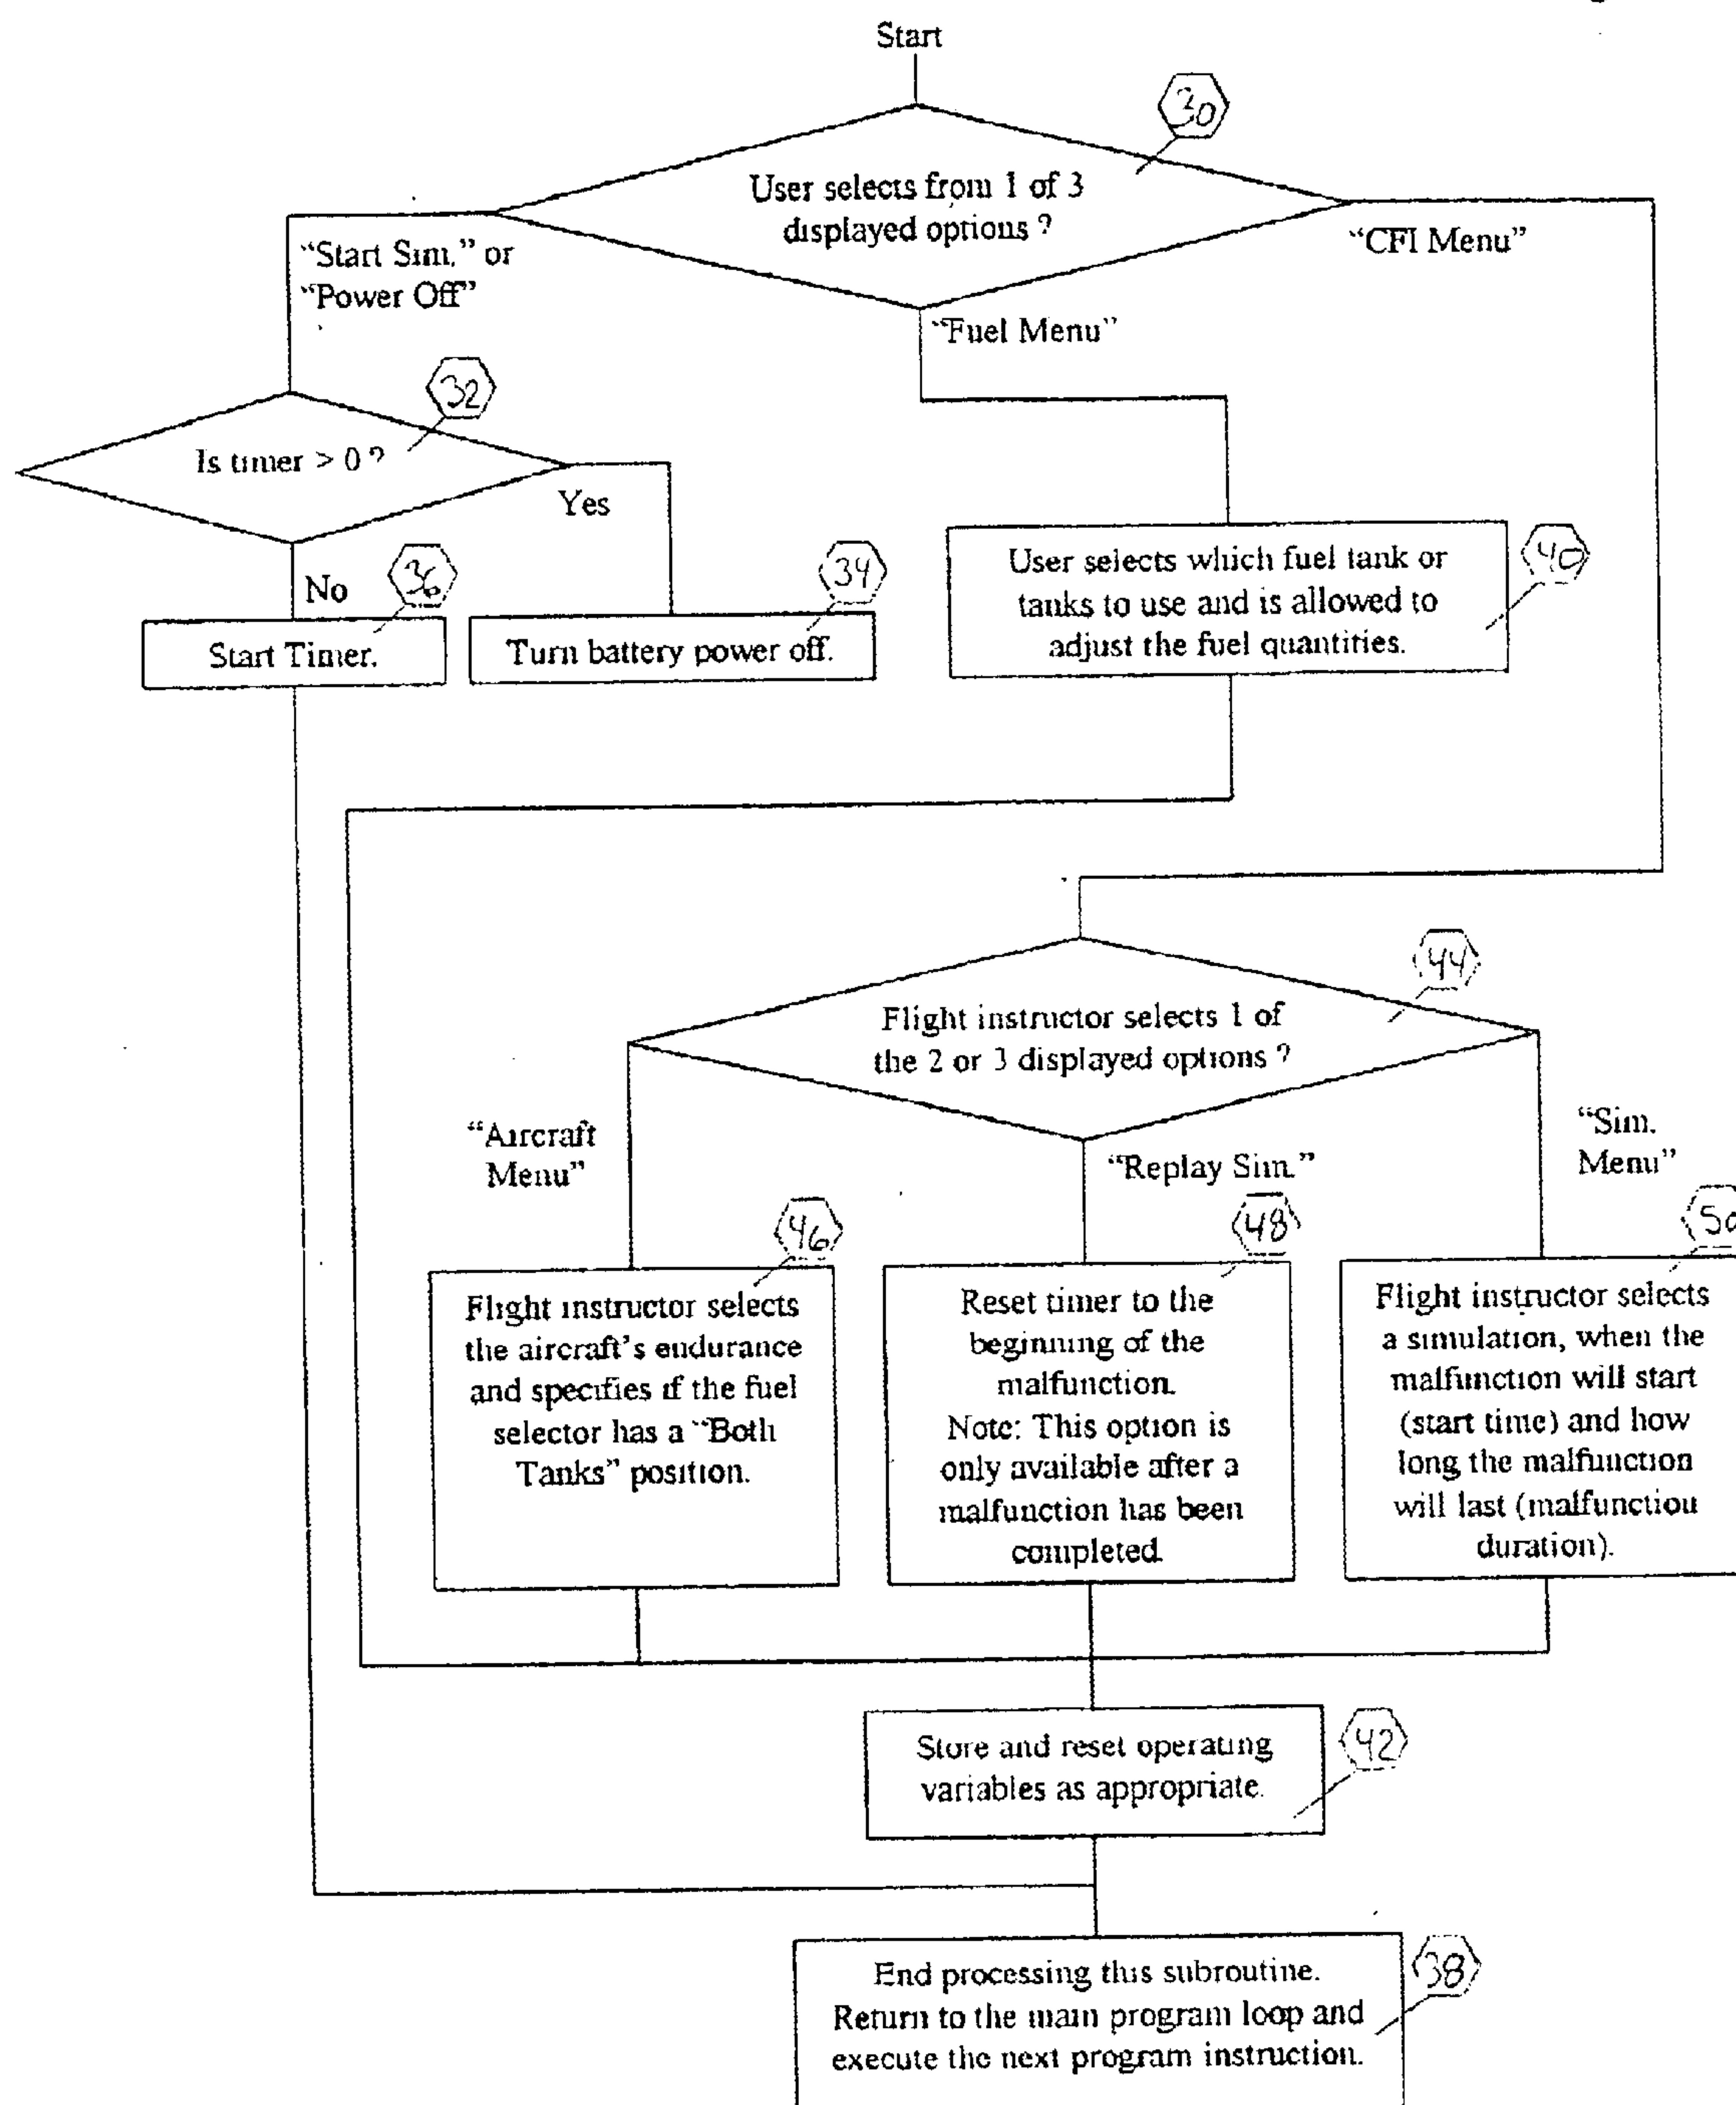 Start
30
User selects from 1 of 3
displayed options ?
"Start Sim." or
"Power Off"
"Fuel Menu"
"CFI Menu"
32
Is timer > 0 ?
Yes
No
36
Start Timer.
34
Turn battery power off.
40
User selects which fuel tank or
tanks to use and is allowed to
adjust the fuel quantities.
44
Flight instructor selects 1 of
the 2 or 3 displayed options ?
"Aircraft
Menu"
"Replay Sim."
"Sim.
Menu"
46
Flight instructor selects
the aircraft's endurance
and specifies if the fuel
selector has a "Both
Tanks" position.
48
Reset timer to the
beginning of the
malfunction.
Note: This option is
only available after a
malfunction has been
completed.
50
Flight instructor selects
a simulation, when the
malfunction will start
(start time) and how
long the malfunction
will last (malfunction
duration).
42
Store and reset operating
variables as appropriate.
38
End processing this subroutine.
Return to the main program loop and
execute the next program instruction.